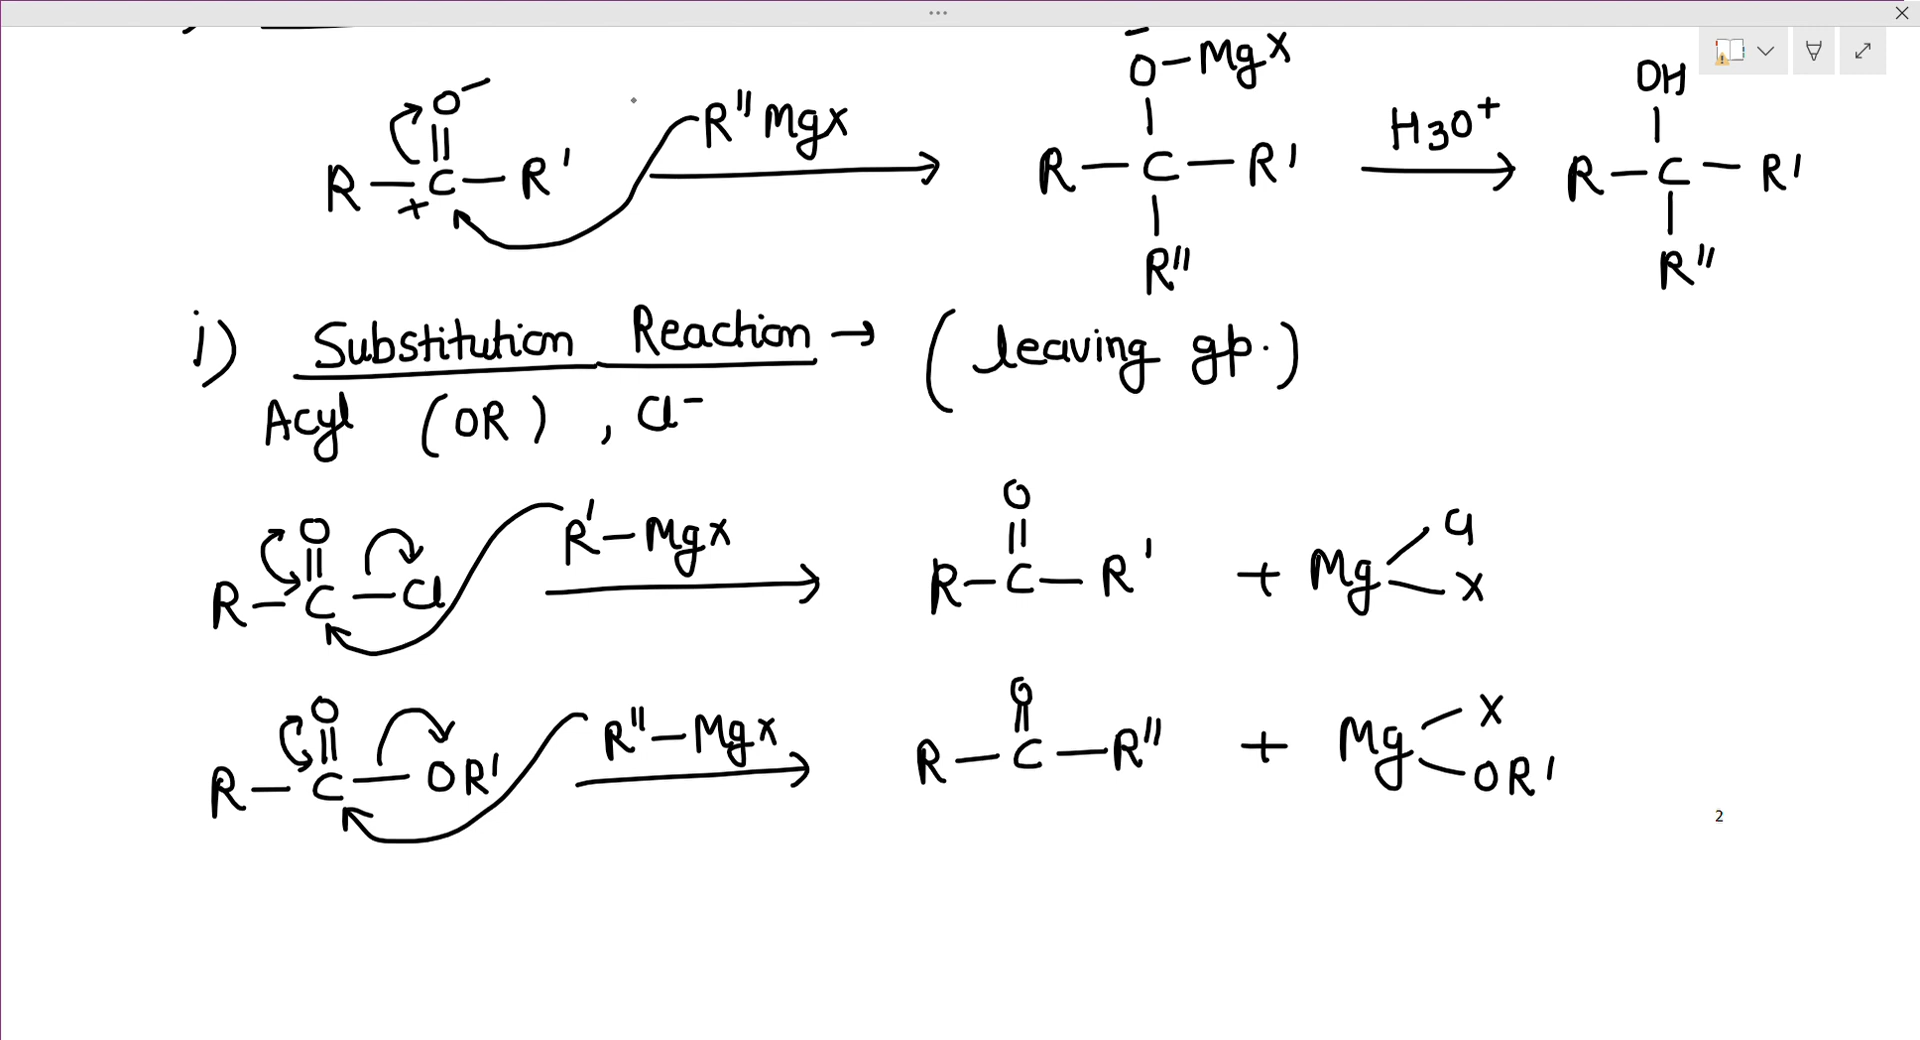 O⁻
||
R—C—R'
+
R''Mgx
O⁻—Mgx
|
R—C—R'
|
R''
H3O+
OH
|
R—C—R'
|
R''
i) Substitution Reaction → (leaving gp.)
Acyl (OR), Cl⁻
O
||
R—C—Cl
R'—Mgx
O
||
R—C—R' + Mg
Cl
X
O
||
R—C—OR'
R''—Mgx
O
||
R—C—R'' + Mg
X
OR'
2